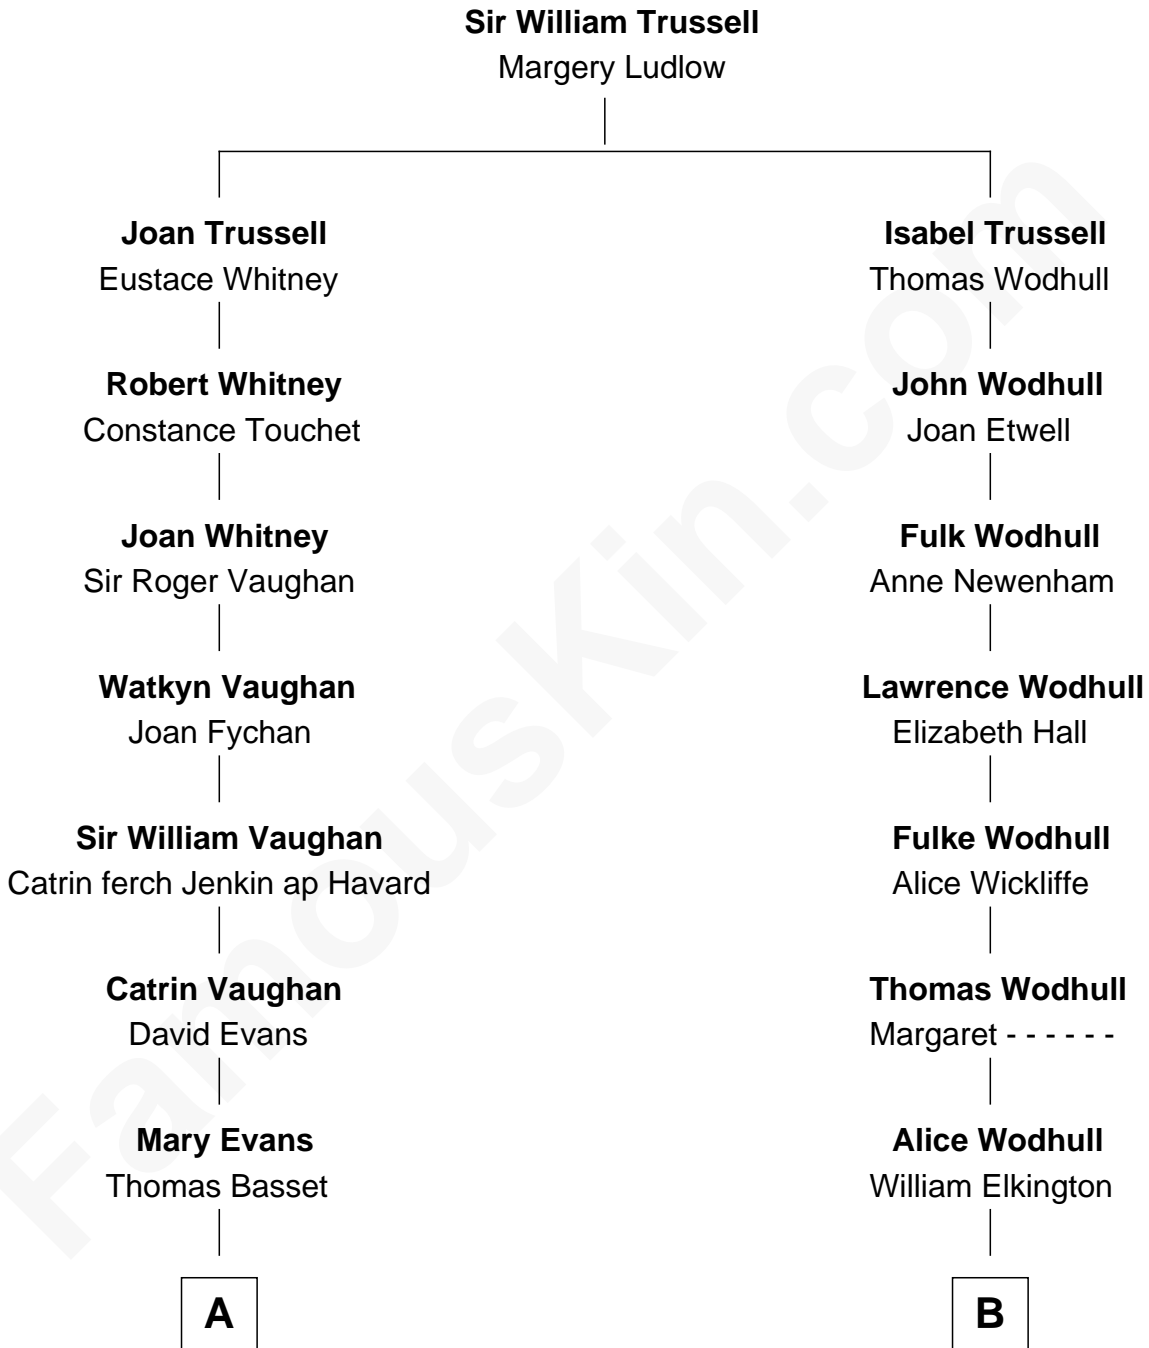 Sir William Trussell
Margery Ludlow
Joan Trussell
Eustace Whitney
Isabel Trussell
Thomas Wodhull
Robert Whitney
Constance Touchet
John Wodhull
Joan Etwell
Joan Whitney
Sir Roger Vaughan
Fulk Wodhull
Anne Newenham
Watkyn Vaughan
Joan Fychan
Lawrence Wodhull
Elizabeth Hall
Sir William Vaughan
Catrin ferch Jenkin ap Havard
Fulke Wodhull
Alice Wickliffe
Catrin Vaughan
David Evans
Thomas Wodhull
Margaret - - - - - -
Mary Evans
Thomas Basset
Alice Wodhull
William Elkington
A
B
FamousKin.com